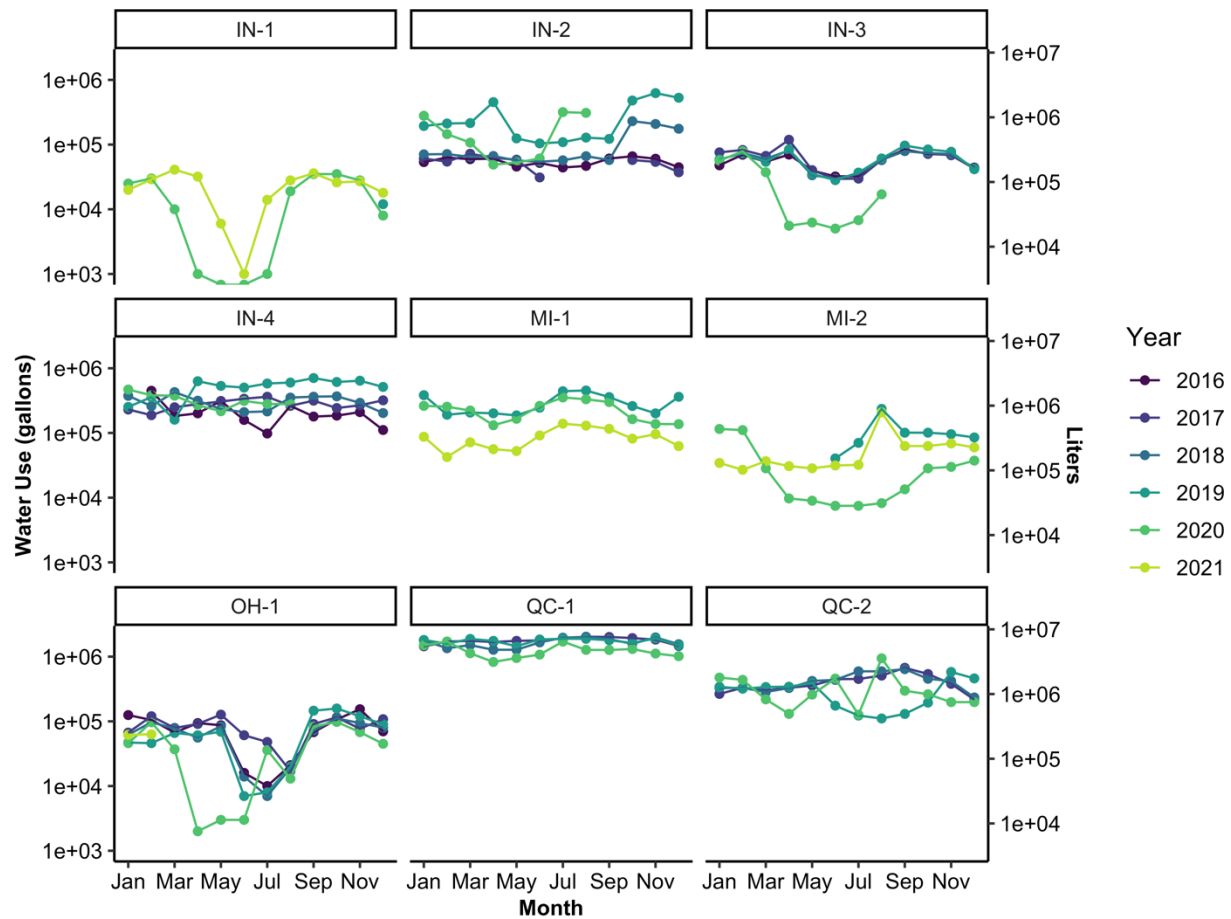 IN-1 IN-2 IN-3
1e+07
1e+06
1e+06
1e+05
1e+05
1e+04
1e+04
1e+03
IN-4 MI-1 MI-2
1e+07
1e+06
1e+06
1e+05
1e+05
1e+04
1e+04
1e+03
Water Use (gallons)
Liters
Year
2016
2017
2018
2019
2020
2021
OH-1 QC-1 QC-2
1e+07
1e+06
1e+06
1e+05
1e+05
1e+04
1e+04
1e+03
Jan Mar May Jul Sep Nov Jan Mar May Jul Sep Nov Jan Mar May Jul Sep Nov
Month